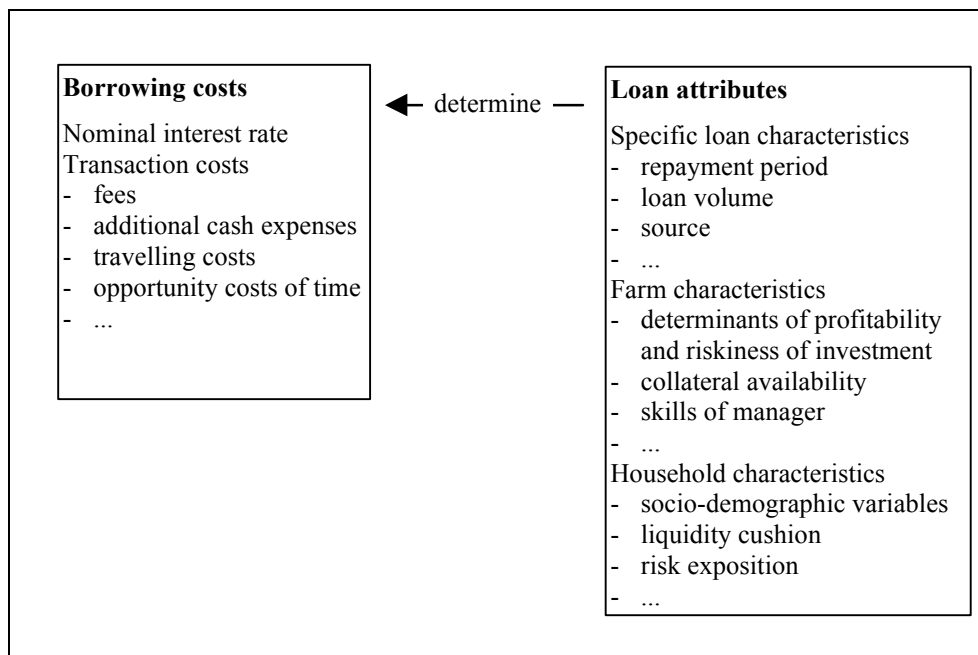 Borrowing costs
Nominal interest rate
Transaction costs
- fees
- additional cash expenses
- travelling costs
- opportunity costs of time
- ...
determine
Loan attributes
Specific loan characteristics
- repayment period
- loan volume
- source
- ...
Farm characteristics
- determinants of profitability
and riskiness of investment
- collateral availability
- skills of manager
- ...
Household characteristics
- socio-demographic variables
- liquidity cushion
- risk exposition
- ...